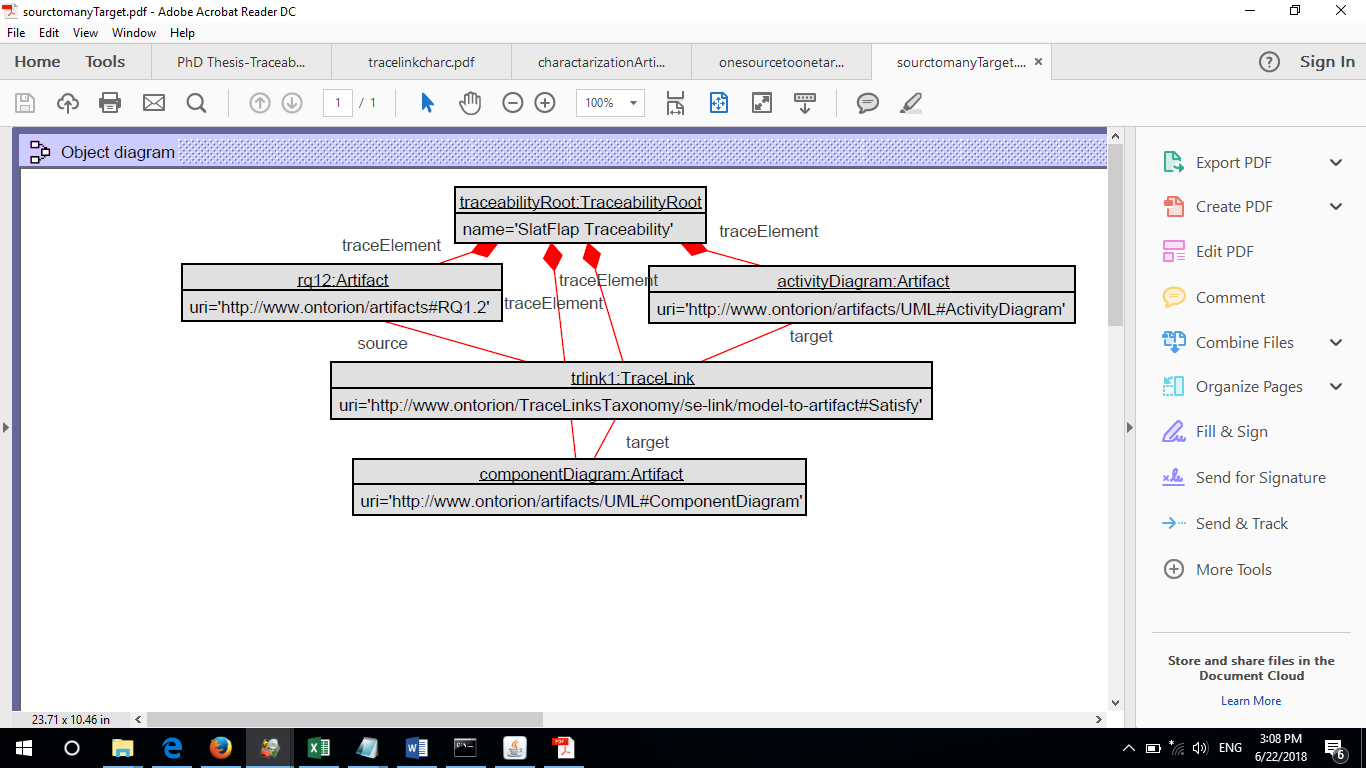 sourctomanyTarget.pdf - Adobe Acrobat Reader DC
File Edit View Window Help
Home Tools PhD Thesis-Traceab... tracelinkcharc.pdf charactarizationArti... onesourcetoonetar... sourctomanyTarget.... × Sign In
1 / 1 100%
Object diagram
traceabilityRoot:TraceabilityRoot
name='SlatFlap Traceability'
traceElement
traceElement
traceElement
traceElement
rq12:Artifact
uri='http://www.ontorion/artifacts#RQ1.2'
activityDiagram:Artifact
uri='http://www.ontorion/artifacts/UML#ActivityDiagram'
source
target
trlink1:TraceLink
uri='http://www.ontorion/TraceLinksTaxonomy/se-link/model-to-artifact#Satisfy'
target
componentDiagram:Artifact
uri='http://www.ontorion/artifacts/UML#ComponentDiagram'
23.71 x 10.46 in
Export PDF
Create PDF
Edit PDF
Comment
Combine Files
Organize Pages
Fill & Sign
Send for Signature
Send & Track
More Tools
Store and share files in the
Document Cloud
Learn More
ENG
3:08 PM
6/22/2018
6